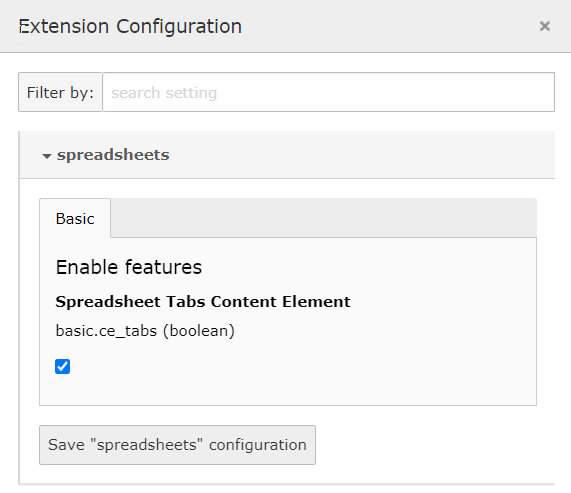 Extension Configuration
Filter by: search setting
spreadsheets
Basic
Enable features
Spreadsheet Tabs Content Element
basic.ce_tabs (boolean)
Save "spreadsheets" configuration